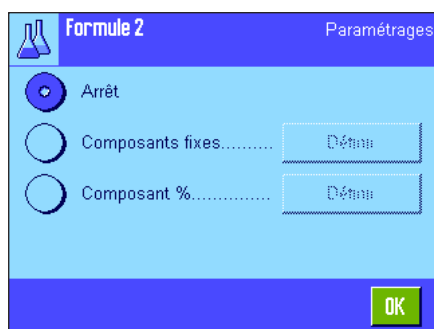 Formule 2 Paramétrages
Arrêt
Composants fixes.......... Définir
Composant %............... Définir
OK